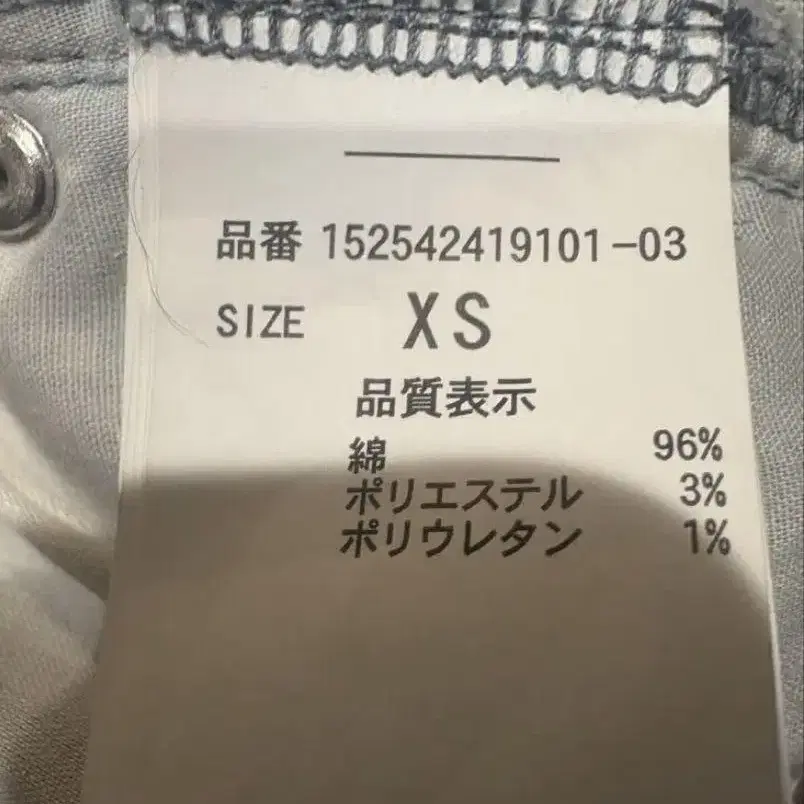 品番 152542419101-03
SIZE XS
品質表示
綿 96%
ポリエステル 3%
ポリウレタン 1%